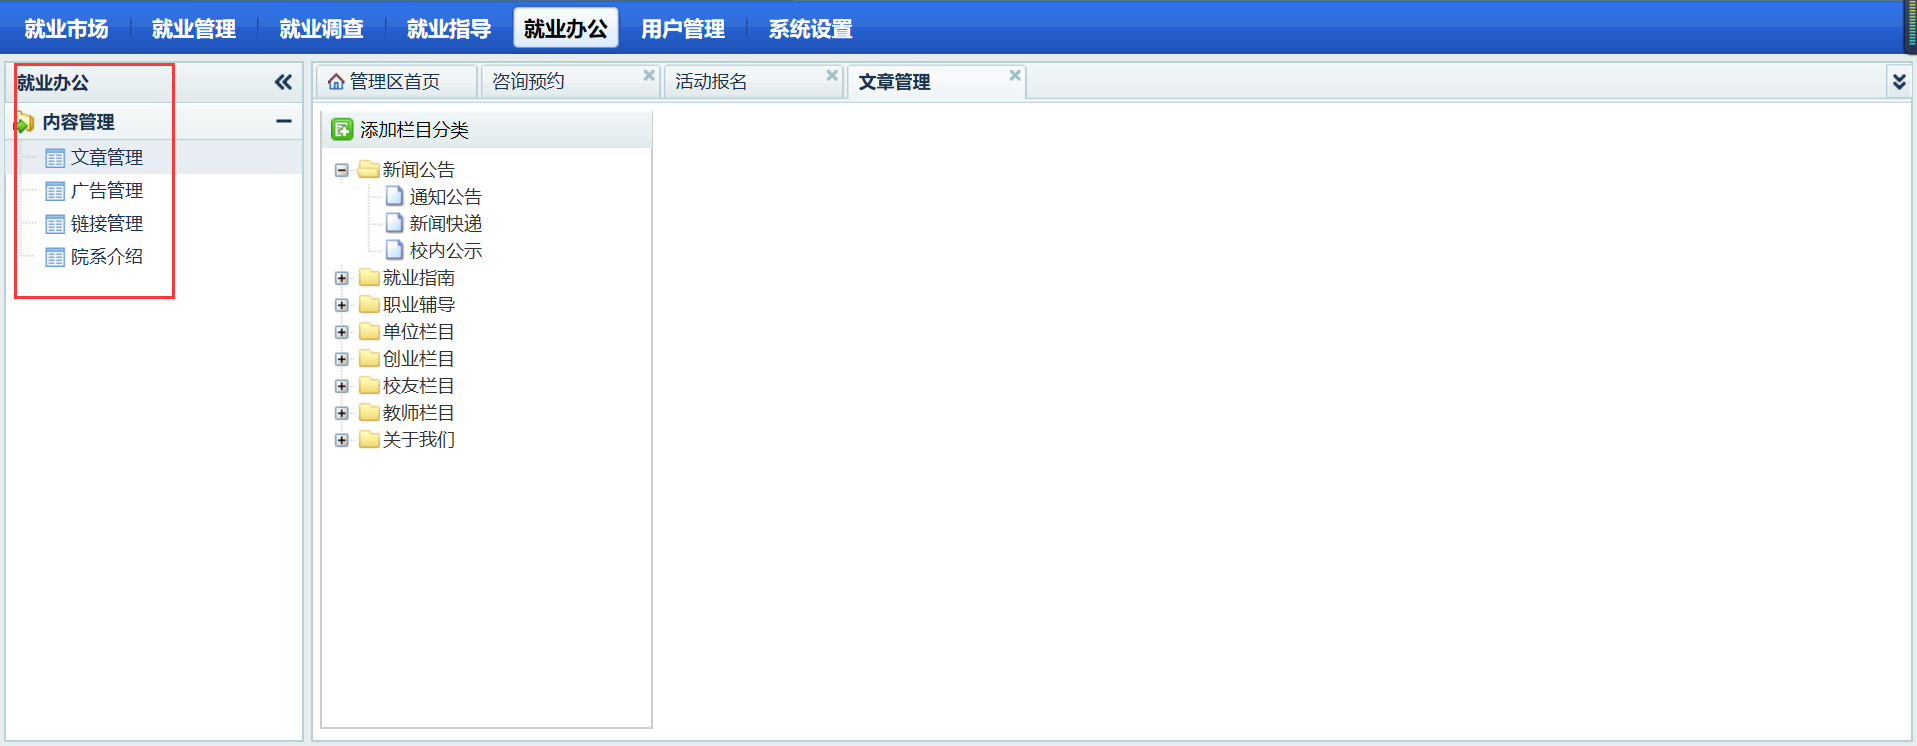 就业市场 就业管理 就业调查 就业指导 就业办公 用户管理 系统设置
就业办公
内容管理
文章管理
广告管理
链接管理
院系介绍
管理区首页 咨询预约 活动报名 文章管理
添加栏目分类
新闻公告
通知公告
新闻快递
校内公示
就业指南
职业辅导
单位栏目
创业栏目
校友栏目
教师栏目
关于我们